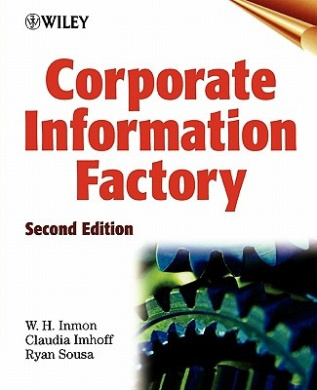 WILEY
Corporate
Information
Factory
Second Edition
W. H. Inmon
Claudia Imhoff
Ryan Sousa